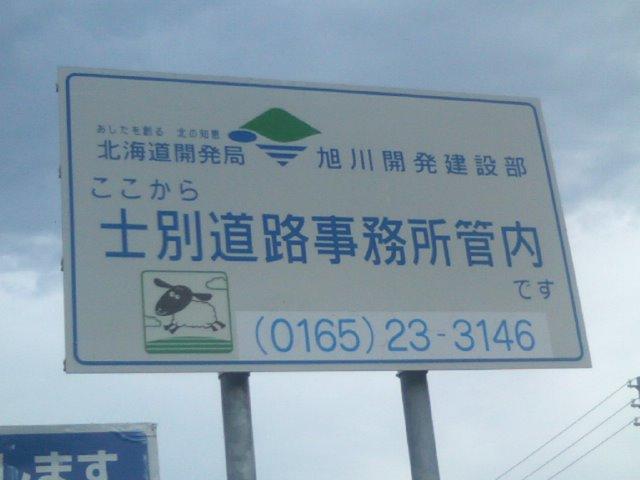 あしたを創る 北の知恵
北海道開発局 旭川開発建設部
ここから
士別道路事務所管内
です
(0165)23-3146
します